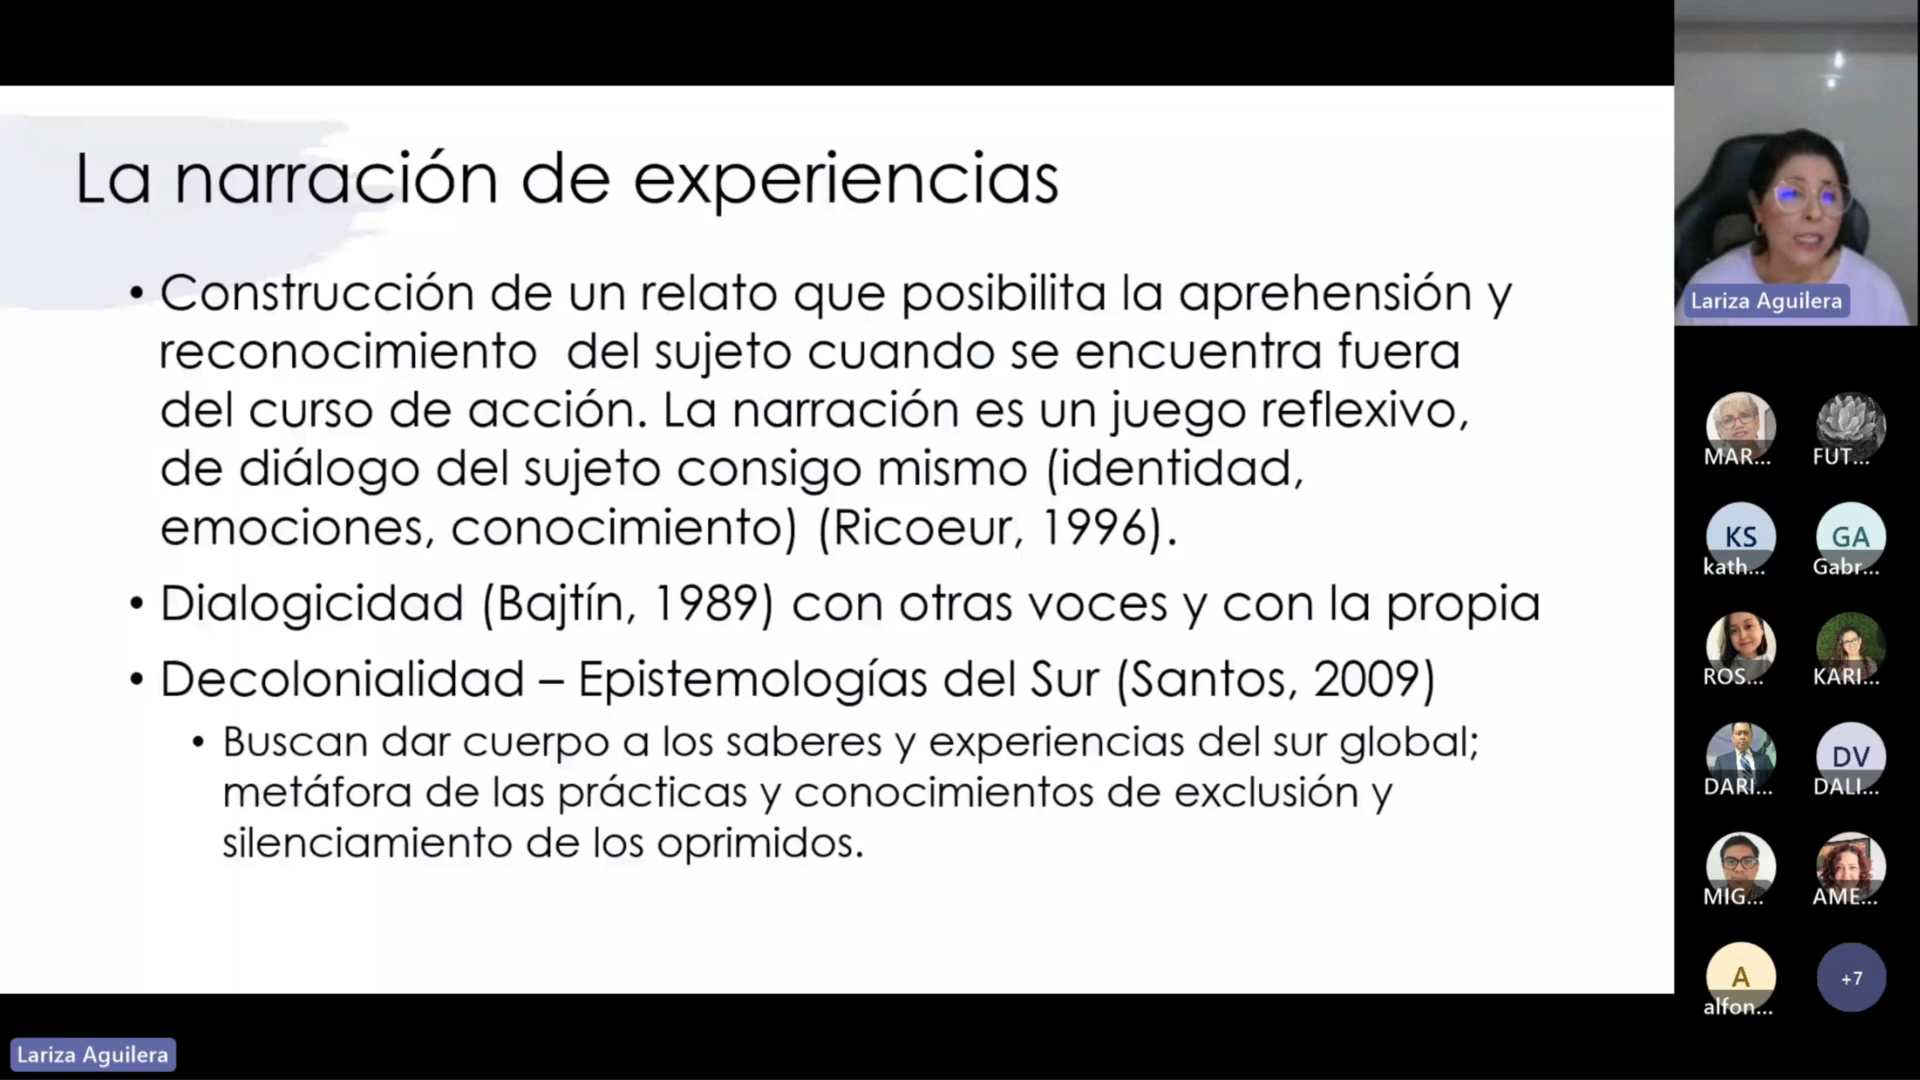 La narración de experiencias
• Construcción de un relato que posibilita la aprehensión y
reconocimiento del sujeto cuando se encuentra fuera
del curso de acción. La narración es un juego reflexivo,
de diálogo del sujeto consigo mismo (identidad,
emociones, conocimiento) (Ricoeur, 1996).
• Dialogicidad (Bajtín, 1989) con otras voces y con la propia
• Decolonialidad – Epistemologías del Sur (Santos, 2009)
• Buscan dar cuerpo a los saberes y experiencias del sur global;
metáfora de las prácticas y conocimientos de exclusión y
silenciamiento de los oprimidos.
Lariza Aguilera
Lariza Aguilera
MAR...
FUT...
KS
kath...
GA
Gabr...
ROS...
KARI...
DARI...
DV
DALI...
MIG...
AME...
A
alfon...
+7